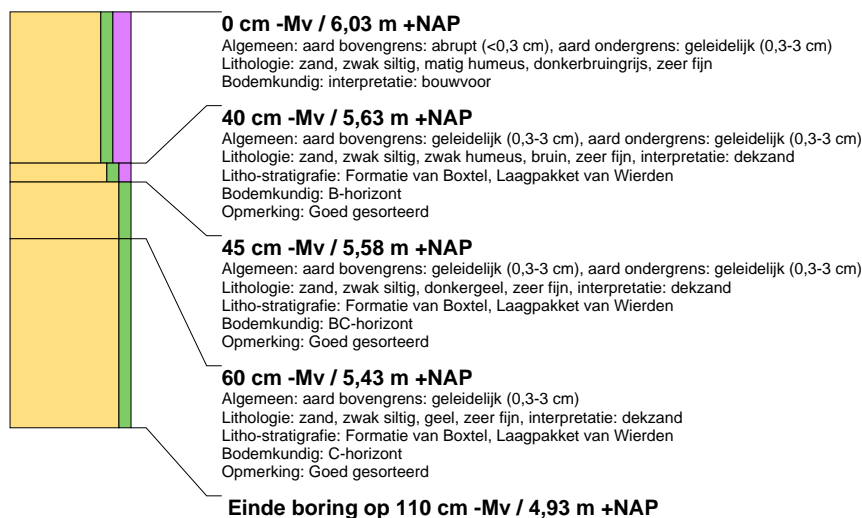 0 cm -Mv / 6,03 m +NAP
Algemeen: aard bovengrens: abrupt (<0,3 cm), aard ondergrens: geleidelijk (0,3-3 cm)
Lithologie: zand, zwak siltig, matig humeus, donkerbruingrijs, zeer fijn
Bodemkundig: interpretatie: bouwvoor
40 cm -Mv / 5,63 m +NAP
Algemeen: aard bovengrens: geleidelijk (0,3-3 cm), aard ondergrens: geleidelijk (0,3-3 cm)
Lithologie: zand, zwak siltig, zwak humeus, bruin, zeer fijn, interpretatie: dekzand
Litho-stratigrafie: Formatie van Boxtel, Laagpakket van Wierden
Bodemkundig: B-horizont
Opmerking: Goed gesorteerd
45 cm -Mv / 5,58 m +NAP
Algemeen: aard bovengrens: geleidelijk (0,3-3 cm), aard ondergrens: geleidelijk (0,3-3 cm)
Lithologie: zand, zwak siltig, donkergeel, zeer fijn, interpretatie: dekzand
Litho-stratigrafie: Formatie van Boxtel, Laagpakket van Wierden
Bodemkundig: BC-horizont
Opmerking: Goed gesorteerd
60 cm -Mv / 5,43 m +NAP
Algemeen: aard bovengrens: geleidelijk (0,3-3 cm)
Lithologie: zand, zwak siltig, geel, zeer fijn, interpretatie: dekzand
Litho-stratigrafie: Formatie van Boxtel, Laagpakket van Wierden
Bodemkundig: C-horizont
Opmerking: Goed gesorteerd
Einde boring op 110 cm -Mv / 4,93 m +NAP